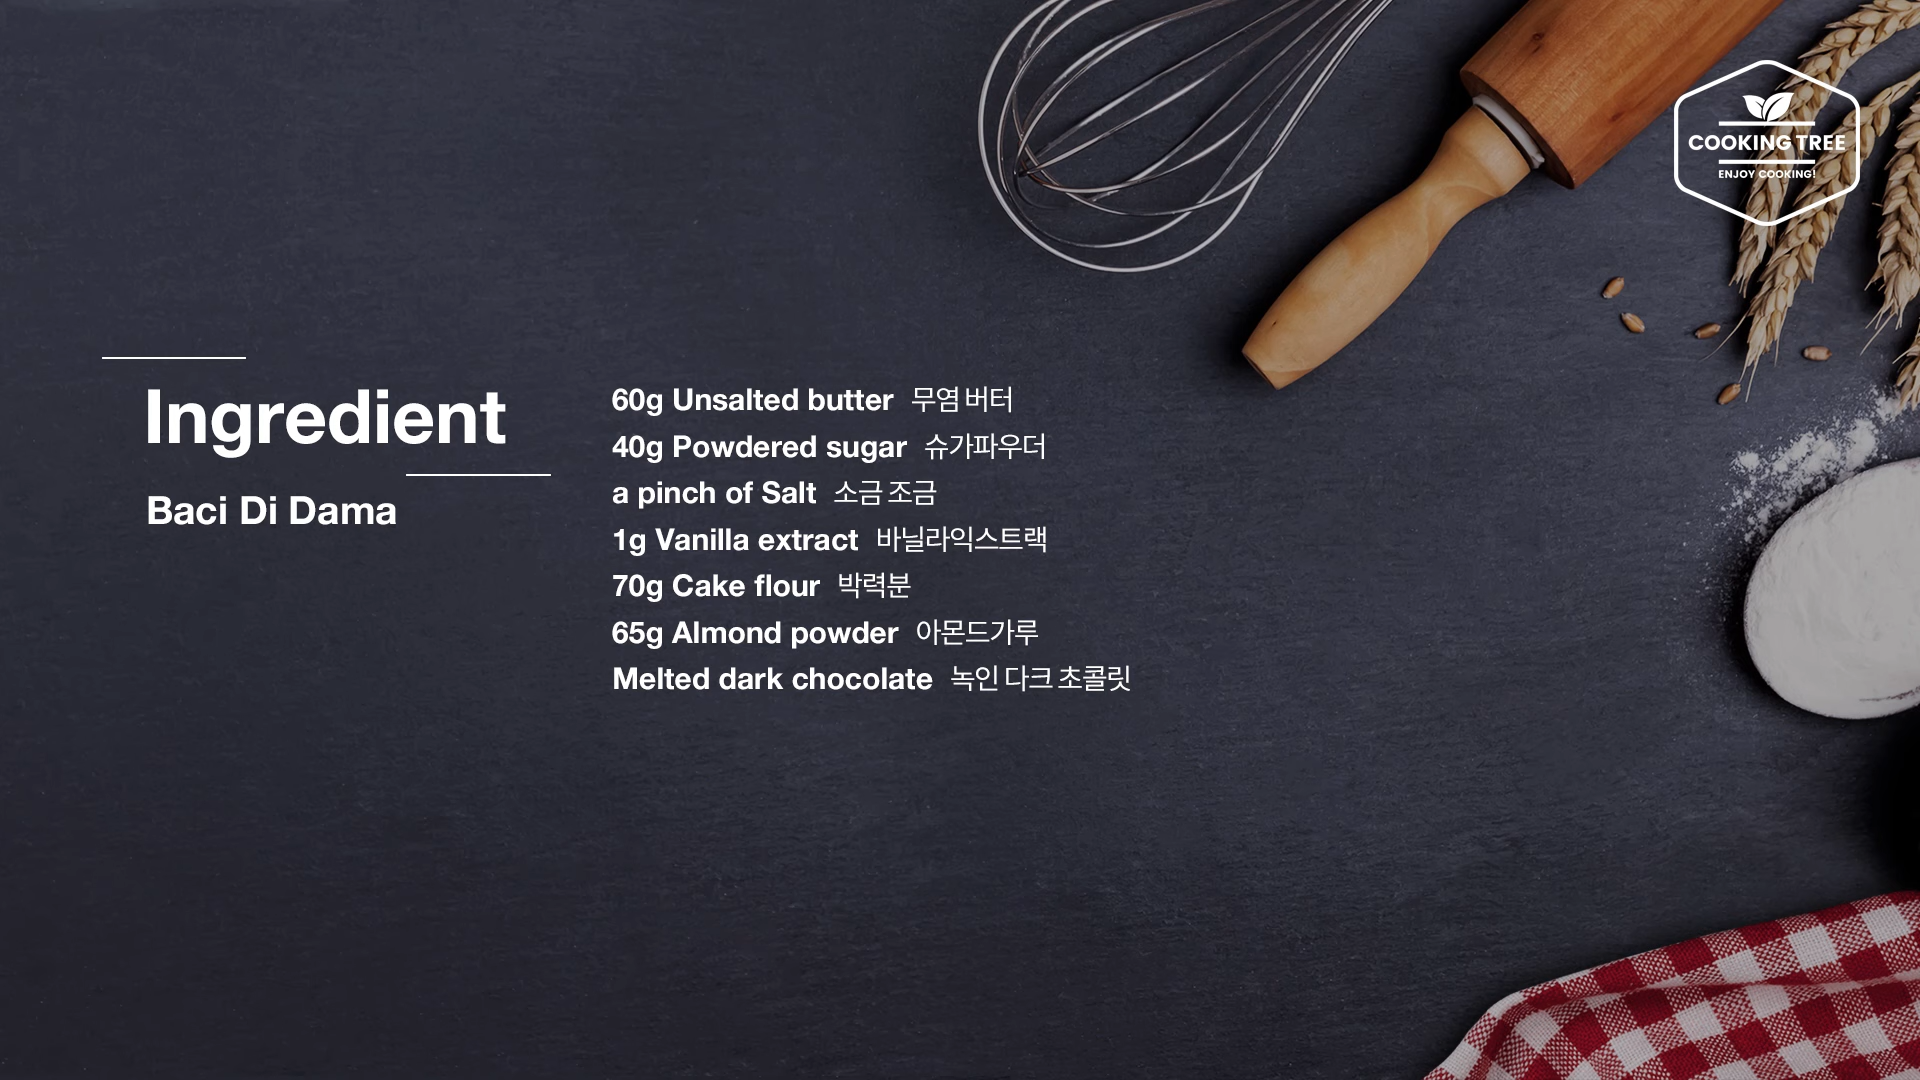 Ingredient
Baci Di Dama
60g Unsalted butter 무염 버터
40g Powdered sugar 슈가파우더
a pinch of Salt 소금 조금
1g Vanilla extract 바닐라익스트랙
70g Cake flour 박력분
65g Almond powder 아몬드가루
Melted dark chocolate 녹인 다크 초콜릿
COOKING TREE
ENJOY COOKING!